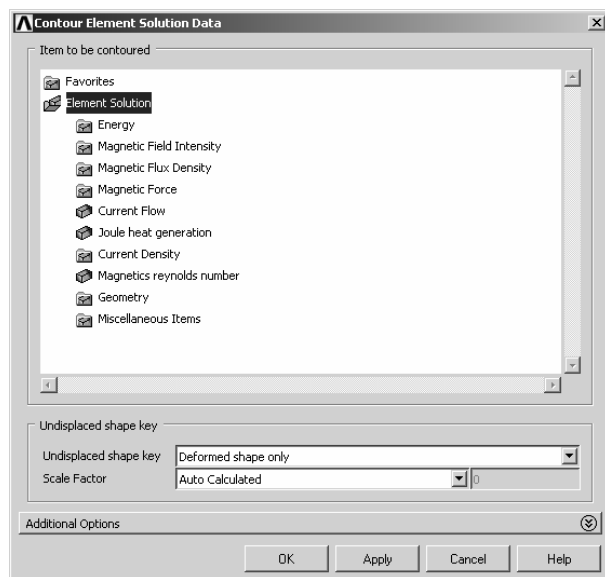 Contour Element Solution Data
Item to be contoured
Favorites
Element Solution
Energy
Magnetic Field Intensity
Magnetic Flux Density
Magnetic Force
Current Flow
Joule heat generation
Current Density
Magnetics reynolds number
Geometry
Miscellaneous Items
Undisplaced shape key
Undisplaced shape key Deformed shape only
Scale Factor Auto Calculated 0
Additional Options
OK Apply Cancel Help